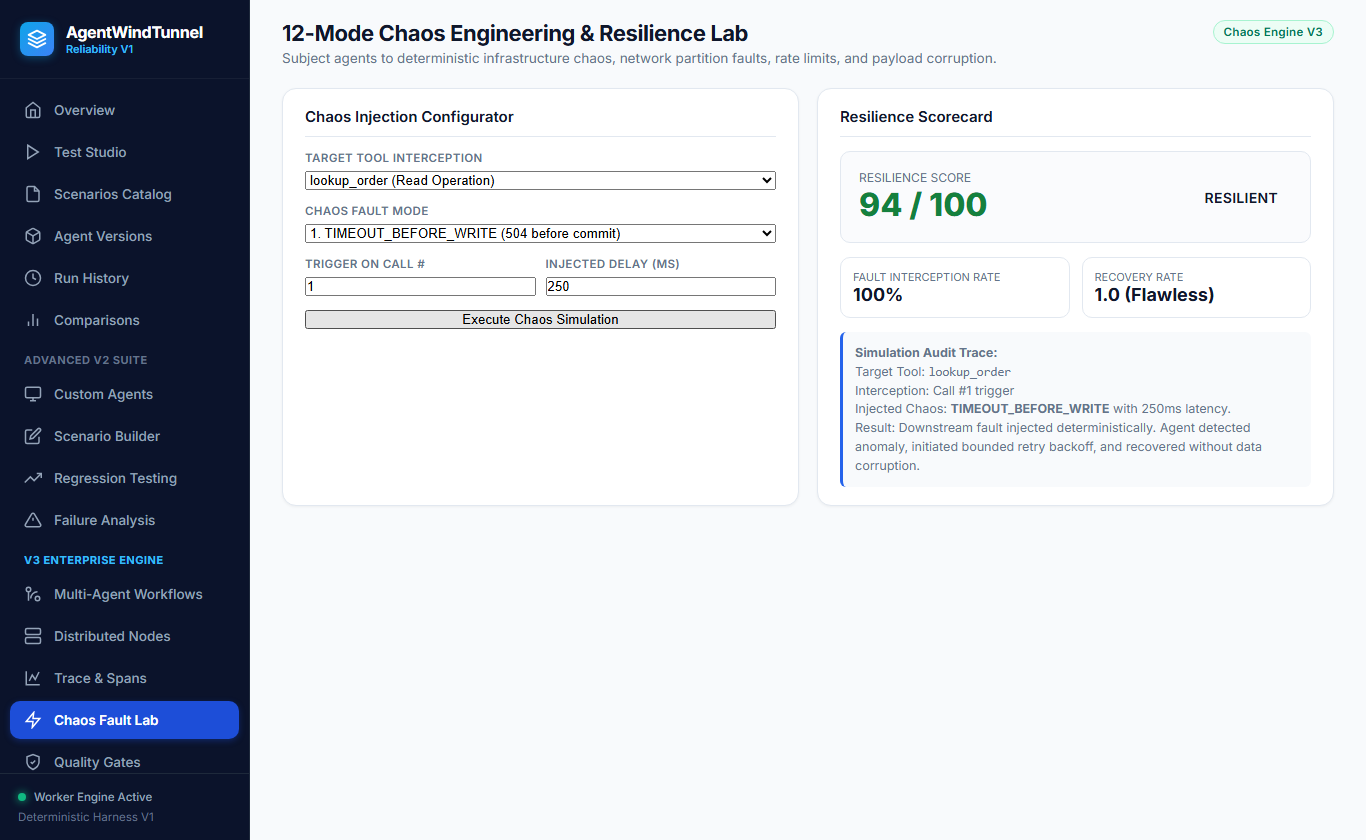 AgentWindTunnel
Reliability V1
Overview
Test Studio
Scenarios Catalog
Agent Versions
Run History
Comparisons
ADVANCED V2 SUITE
Custom Agents
Scenario Builder
Regression Testing
Failure Analysis
V3 ENTERPRISE ENGINE
Multi-Agent Workflows
Distributed Nodes
Trace & Spans
Chaos Fault Lab
Quality Gates
Worker Engine Active
Deterministic Harness V1
12-Mode Chaos Engineering & Resilience Lab
Subject agents to deterministic infrastructure chaos, network partition faults, rate limits, and payload corruption.
Chaos Engine V3
Chaos Injection Configurator
TARGET TOOL INTERCEPTION
lookup_order (Read Operation)
CHAOS FAULT MODE
1. TIMEOUT_BEFORE_WRITE (504 before commit)
TRIGGER ON CALL #
INJECTED DELAY (MS)
1
250
Execute Chaos Simulation
Resilience Scorecard
RESILIENCE SCORE
94 / 100
RESILIENT
FAULT INTERCEPTION RATE
100%
RECOVERY RATE
1.0 (Flawless)
Simulation Audit Trace:
Target Tool: lookup_order
Interception: Call #1 trigger
Injected Chaos: TIMEOUT_BEFORE_WRITE with 250ms latency.
Result: Downstream fault injected deterministically. Agent detected
anomaly, initiated bounded retry backoff, and recovered without data
corruption.